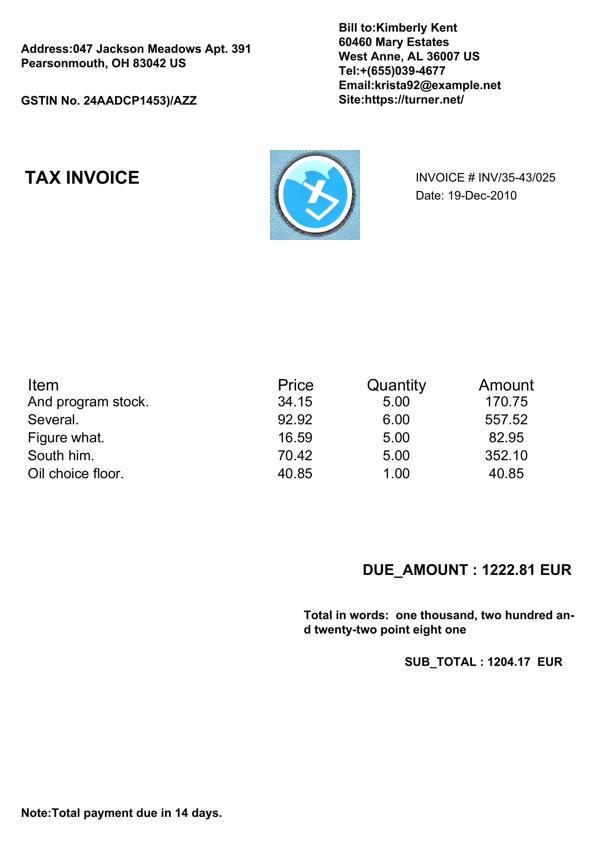 Address:047 Jackson Meadows Apt. 391
Pearsonmouth, OH 83042 US
GSTIN No. 24AADCP1453)/AZZ
Bill to:Kimberly Kent
60460 Mary Estates
West Anne, AL 36007 US
Tel:+(655)039-4677
Email:krista92@example.net
Site:https://turner.net/
TAX INVOICE
INVOICE # INV/35-43/025
Date: 19-Dec-2010
Item Price Quantity Amount
And program stock. 34.15 5.00 170.75
Several. 92.92 6.00 557.52
Figure what. 16.59 5.00 82.95
South him. 70.42 5.00 352.10
Oil choice floor. 40.85 1.00 40.85
DUE_AMOUNT : 1222.81 EUR
Total in words:  one thousand, two hundred an-
d twenty-two point eight one
SUB_TOTAL : 1204.17  EUR
Note:Total payment due in 14 days.